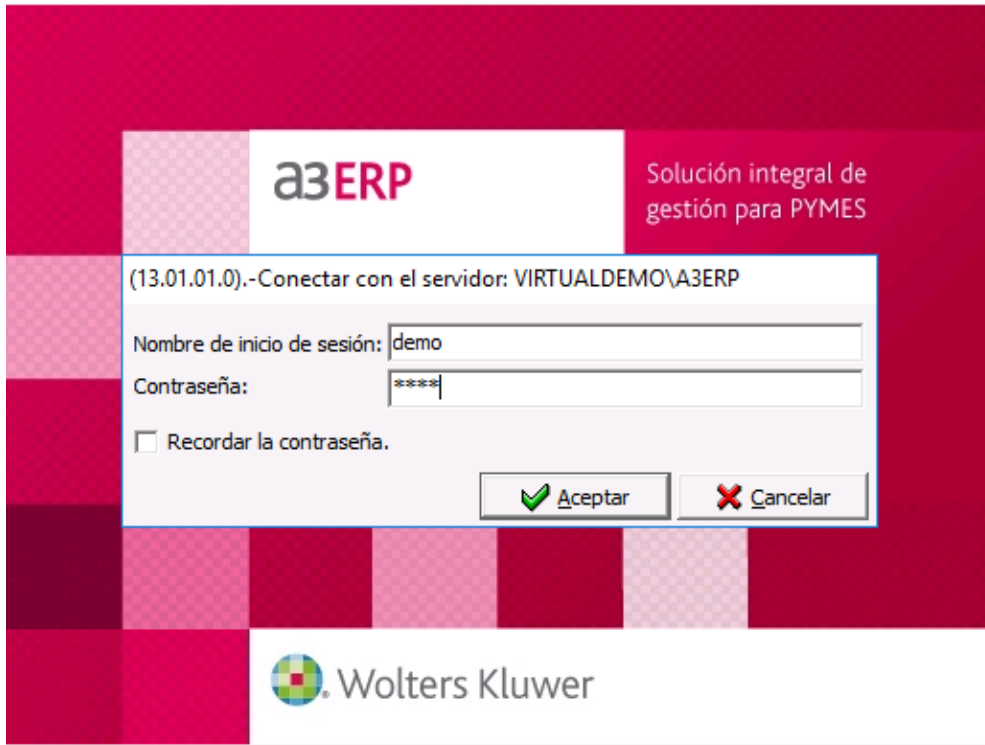 a3ERP
Solución integral de
gestión para PYMES
(13.01.01.0).-Conectar con el servidor: VIRTUALDEMO\A3ERP
Nombre de inicio de sesión: demo
Contraseña: ****
Recordar la contraseña.
Aceptar Cancelar
Wolters Kluwer